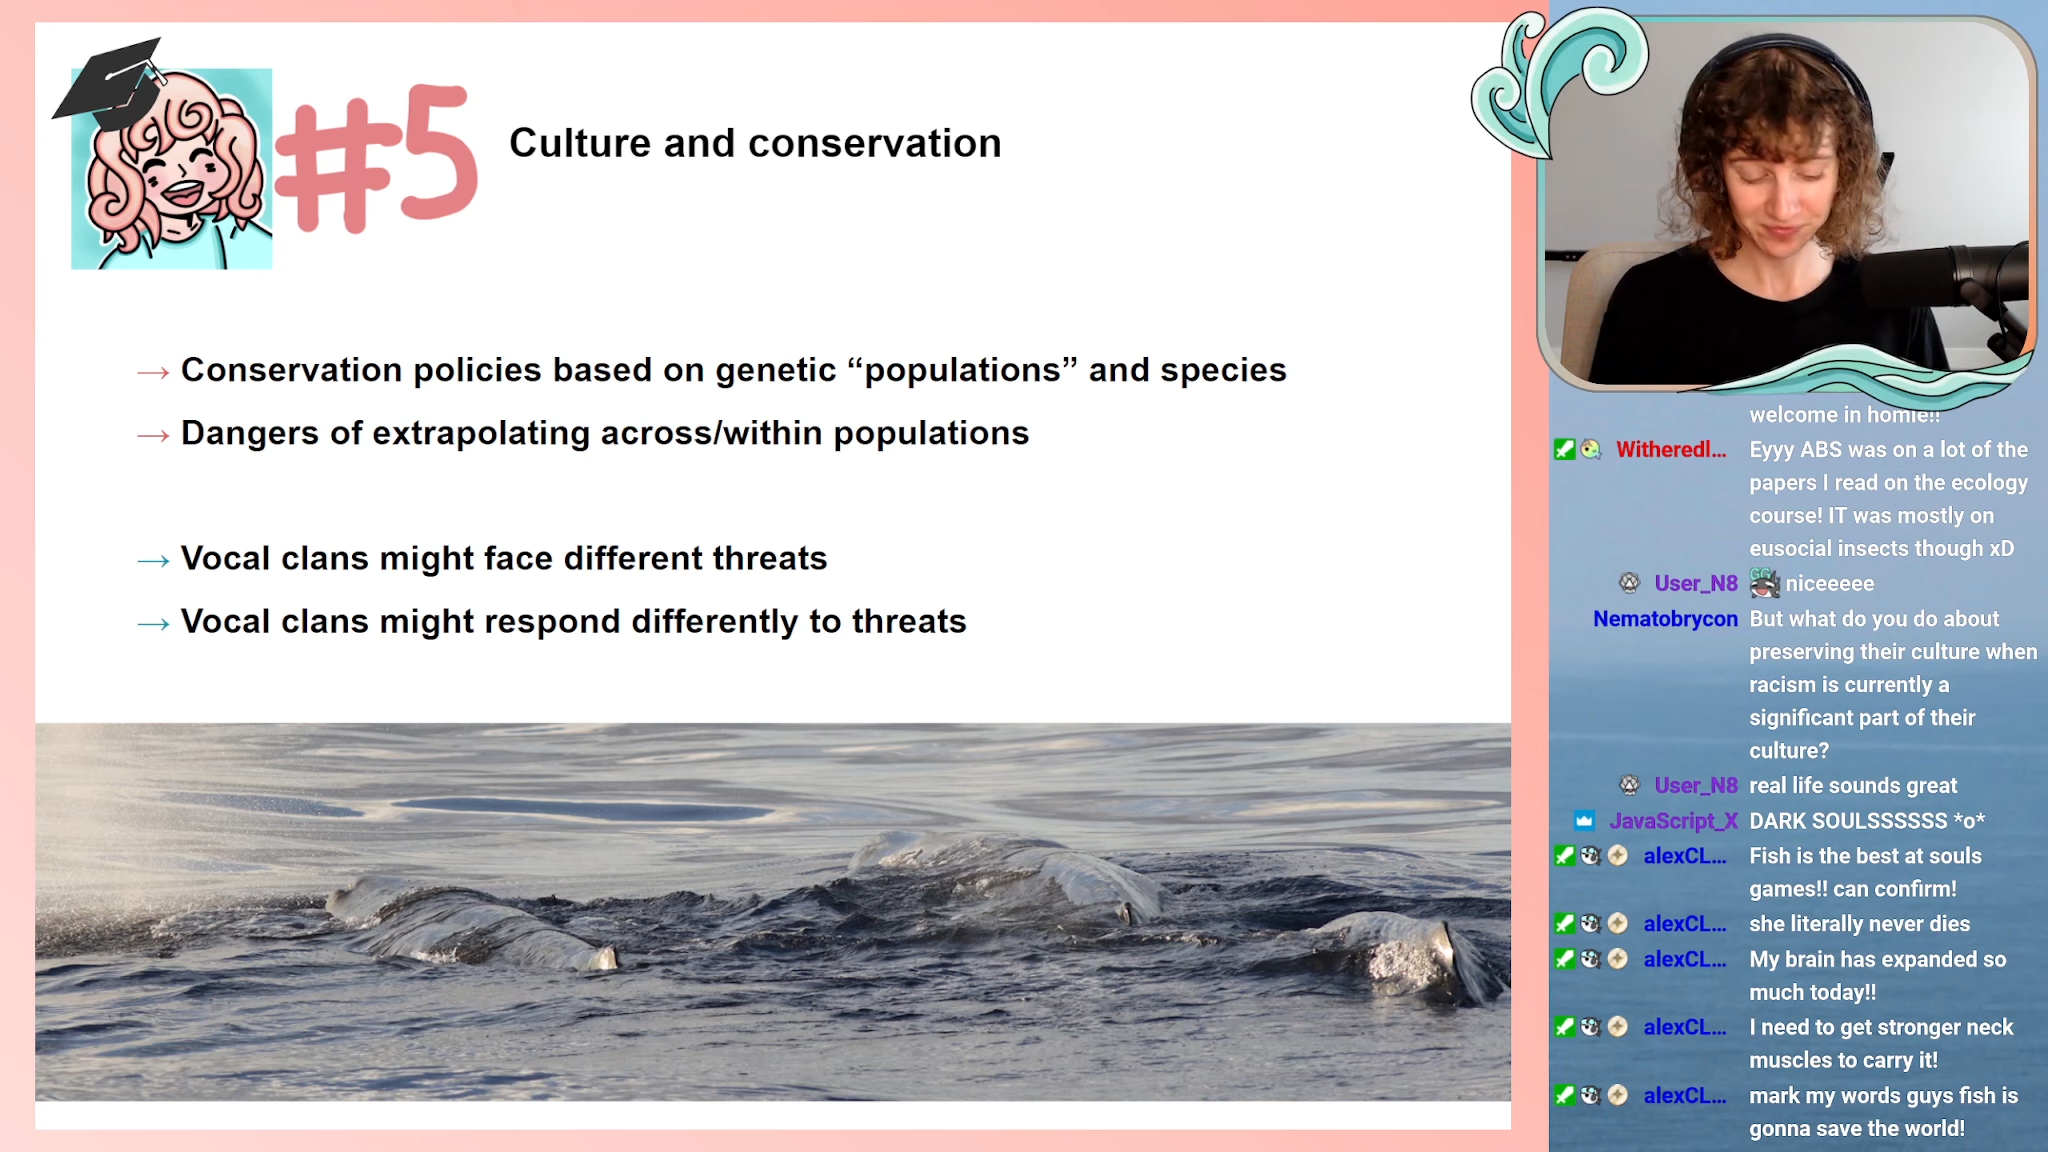 #5
Culture and conservation
→ Conservation policies based on genetic “populations” and species
→ Dangers of extrapolating across/within populations
→ Vocal clans might face different threats
→ Vocal clans might respond differently to threats
welcome in homie!!
Witheredl... Eyyy ABS was on a lot of the
papers I read on the ecology
course! IT was mostly on
eusocial insects though xD
User_N8 GG niceeeee
Nematobrycon But what do you do about
preserving their culture when
racism is currently a
significant part of their
culture?
User_N8 real life sounds great
JavaScript_X DARK SOULSSSSSS *o*
alexCL... Fish is the best at souls
games!! can confirm!
alexCL... she literally never dies
alexCL... My brain has expanded so
much today!!
alexCL... I need to get stronger neck
muscles to carry it!
alexCL... mark my words guys fish is
gonna save the world!